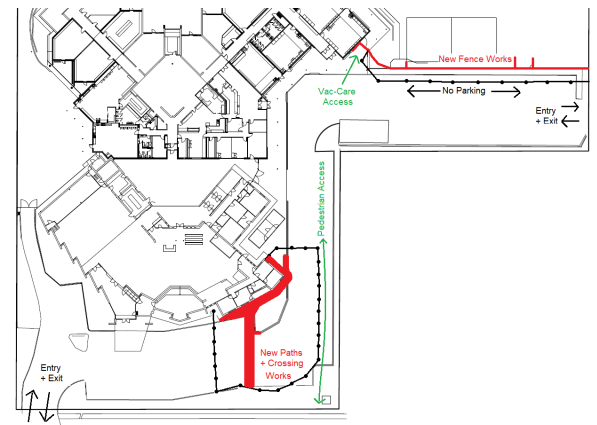 New Fence Works
Vac-Care
Access
No Parking
Entry
+ Exit
Pedestrian Access
New Paths
+ Crossing
Works
Entry
+ Exit